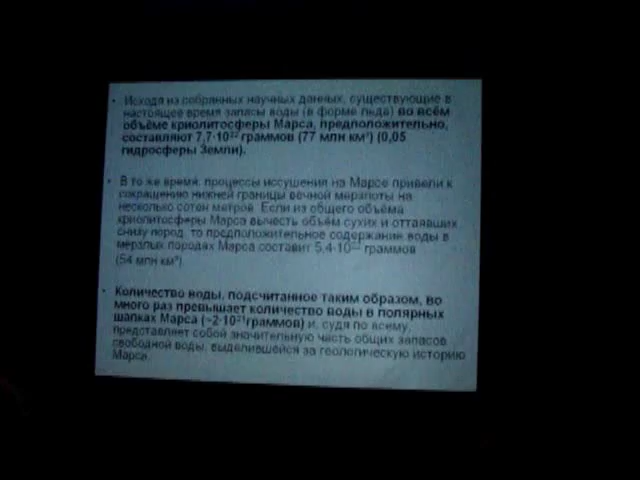 • Исходя из собранных научных данных, существующие в
настоящее время запасы воды (в форме льда) во всём
объёме криолитосферы Марса, предположительно,
составляют 7,7·10²² граммов (77 млн км³) (0,05
гидросферы Земли).
• В то же время, процессы иссушения на Марсе привели к
сокращению нижней границы вечной мерзлоты на
несколько сотен метров. Если из общего объёма
криолитосферы Марса вычесть объём сухих и оттаявших
снизу пород, то предположительное содержание воды в
мерзлых породах Марса составит 5,4·10²² граммов
(54 млн км³).
• Количество воды, подсчитанное таким образом, во
много раз превышает количество воды в полярных
шапках Марса (~2·10²¹граммов) и, судя по всему,
представляет собой значительную часть общих запасов
свободной воды, выделившейся за геологическую историю
Марса.